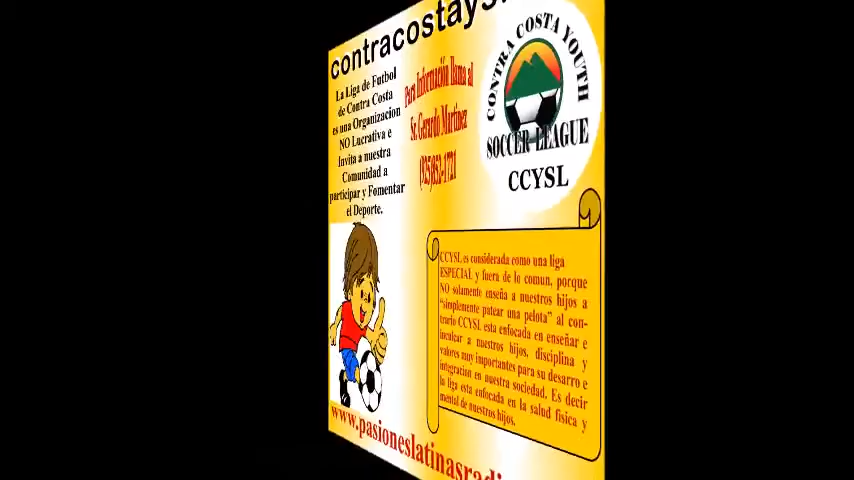 contracostays
La Liga de Futbol
de Contra Costa
es una Organizacion
NO Lucrativa e
Invita a nuestra
Comunidad a
participar y Fomentar
el Deporte.
Para Información llama al
Sr. Gerardo Martinez
(925)852-1721
CONTRA COSTA YOUTH
SOCCER LEAGUE
CCYSL
CCYSL es considerada como una liga
ESPECIAL y fuera de lo comun, porque
NO solamente enseña a nuestros hijos a
"simplemente patear una pelota" al con-
trario CCYSL esta enfocada en enseñar e
inculcar a nuestros hijos, disciplina y
valores muy importantes para su desarro e
integracion en nuestra sociedad. Es decir
la liga esta enfocada en la salud fisica y
mental de nuestros hijos.
www.pasioneslatinasradi